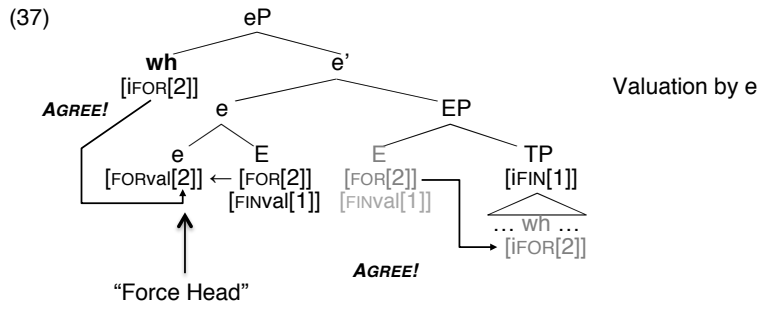 (37) eP
wh e'
[iFOR[2]]
Valuation by e
AGREE! e EP
e E E TP
[FORval[2]] ← [FOR[2]] [FOR[2]] [iFIN[1]]
[FINval[1]] [FINval[1]]
... wh ...
[iFOR[2]]
AGREE!
“Force Head”